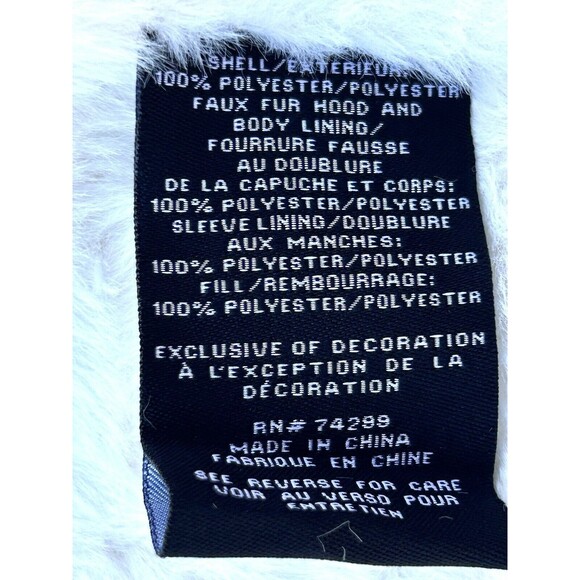 SHELL/EXTERIEUR:
100% POLYESTER/POLYESTER
FAUX FUR HOOD AND
BODY LINING/
FOURRURE FAUSSE
AU DOUBLURE
DE LA CAPUCHE ET CORPS:
100% POLYESTER/POLYESTER
SLEEVE LINING/DOUBLURE
AUX MANCHES:
100% POLYESTER/POLYESTER
FILL/REMBOURRAGE:
100% POLYESTER/POLYESTER
EXCLUSIVE OF DECORATION
À L'EXCEPTION DE LA
DÉCORATION
RN# 74299
MADE IN CHINA
FABRIQUE EN CHINE
SEE REVERSE FOR CARE
VOIR AU VERSO POUR
ENTRETIEN